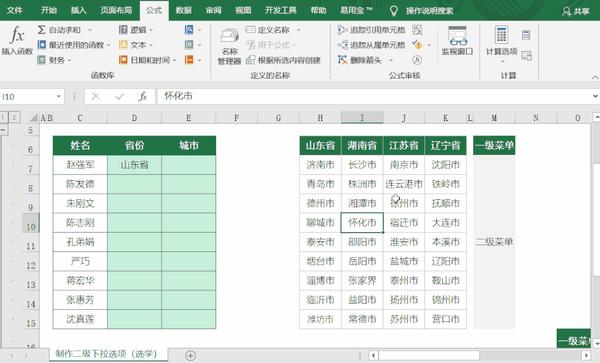 文件 开始 插入 页面布局 公式 数据 审阅 视图 开发工具 易用宝 ™ 操作说明搜索 共享
插入函数 自动求和 最近使用的函数 财务 逻辑 文本 日期和时间 函数库
名称管理器 定义名称 用于公式 根据所选内容创建 定义的名称
追踪引用单元格 追踪从属单元格 删除箭头 监视窗口 公式审核
计算选项 计算
I10 怀化市
1 2 A B C D E F G H I J K L M N O
5
6 姓名 省份 城市 山东省 湖南省 江苏省 辽宁省 一级菜单
7 赵强军 山东省 济南市 长沙市 南京市 沈阳市
8 陈发德 青岛市 株洲市 连云港市 铁岭市
9 朱刚文 德州市 湘潭市 徐州市 抚顺市
10 陈志刚 聊城市 怀化市 宿迁市 大连市
11 孔弟娟 泰安市 邵阳市 淮安市 本溪市 二级菜单
12 严巧 烟台市 岳阳市 盐城市 辽阳市
13 蒋宏华 淄博市 张家界 泰州市 鞍山市
14 张惠芳 临沂市 益阳市 扬州市 锦州市
15 沈真莲 潍坊市 常德市 苏州市 营口市
16 一级菜单
制作二级下拉选项（选学）